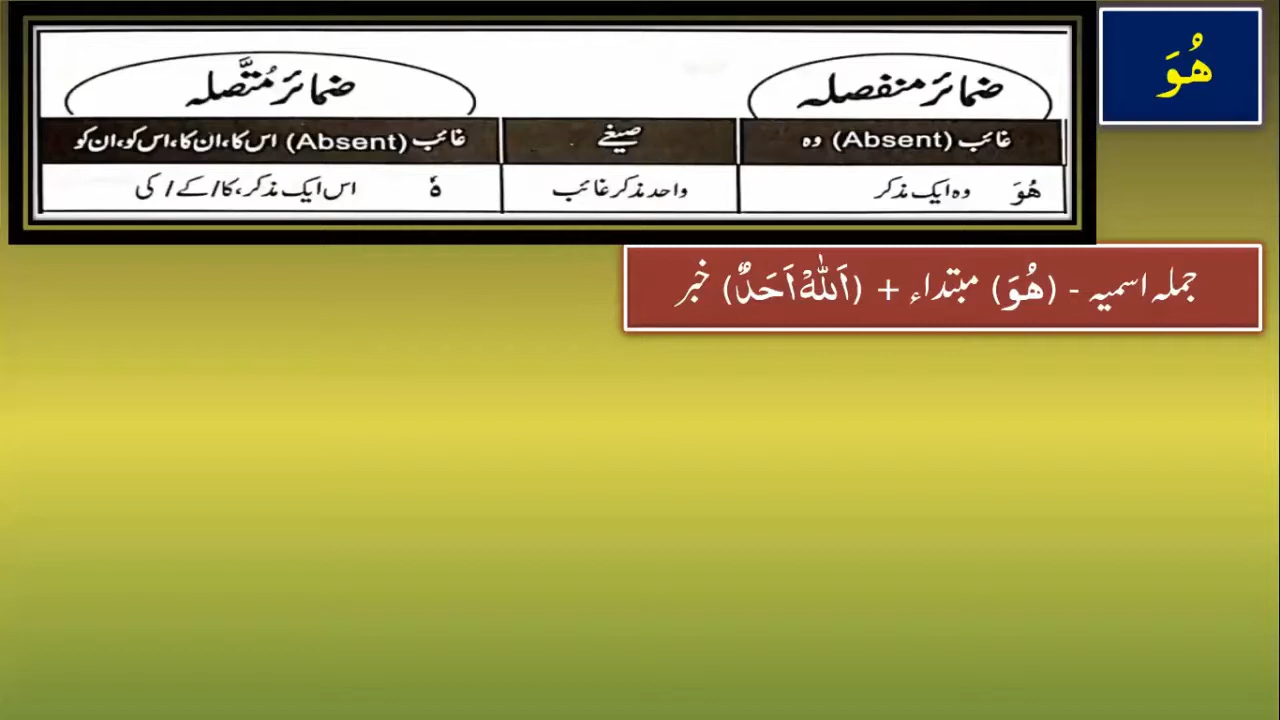 هُوَ
ضمائر منفصلہ ضمائر مُتَّصلہ
غائب (Absent) وہ صیغے غائب (Absent) اس کا، ان کا، اس کو، ان کو
هُوَ وہ ایک مذکر واحد مذکر غائب هٗ اس ایک مذکر، کا/ کے/ کی
جملہ اسمیہ - (هُوَ) مبتداء + (اَللّٰهُ اَحَدٌ) خبر